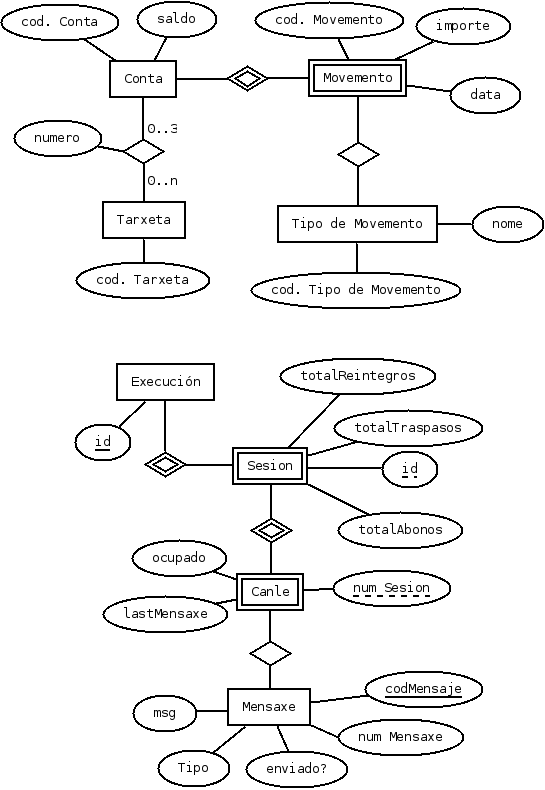 cod. Conta
saldo
cod. Movemento
importe
Conta
Movemento
data
numero
0..3
0..n
Tarxeta
Tipo de Movemento
nome
cod. Tarxeta
cod. Tipo de Movemento
totalReintegros
Execución
totalTraspasos
id
Sesion
id
totalAbonos
ocupado
Canle
num Sesion
lastMensaxe
codMensaje
msg
Mensaxe
num Mensaxe
Tipo
enviado?